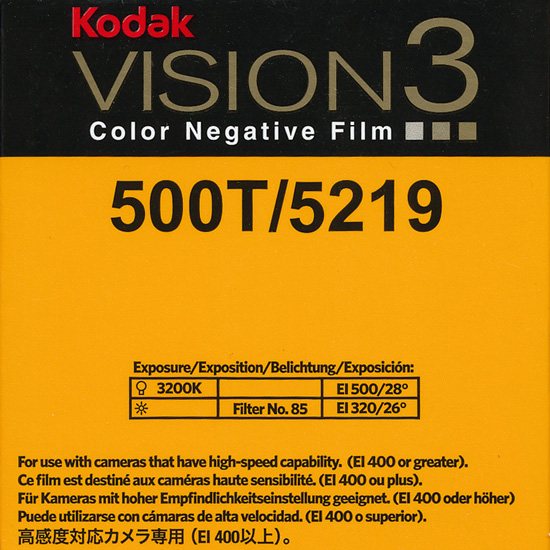 Kodak
VISION3
Color Negative Film
500T/5219
Exposure/Exposition/Belichtung/Exposición:
3200K EI 500/28°
Filter No. 85 EI 320/26°
For use with cameras that have high-speed capability. (EI 400 or greater).
Ce film est destiné aux caméras haute sensibilité. (EI 400 ou plus).
Für Kameras mit hoher Empfindlichkeitseinstellung geeignet. (EI 400 oder höher)
Puede utilizarse con cámaras de alta velocidad. (EI 400 o superior).
高感度対応カメラ専用（EI 400以上）。